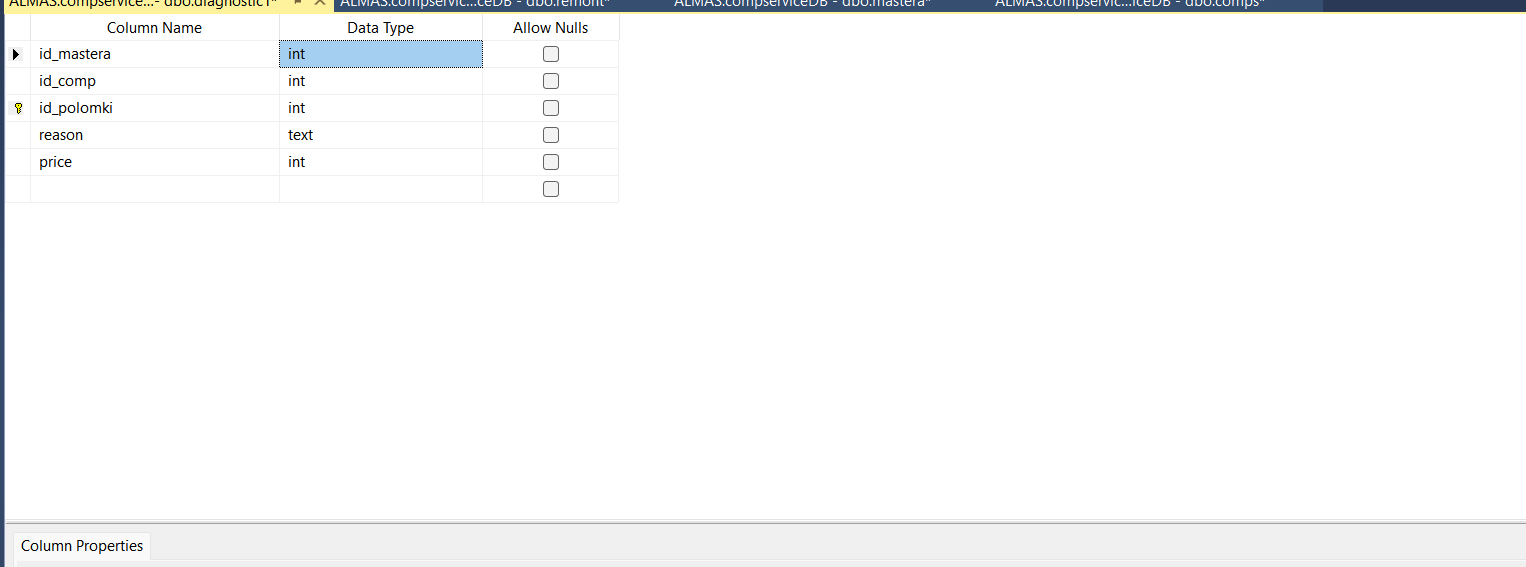 ALMAS.compservice...- dbo.diagnostic1* ALMAS.compservic...ceDB - dbo.remont* ALMAS.compserviceDB - dbo.mastera* ALMAS.compservic...iceDB - dbo.comps*
Column Name Data Type Allow Nulls
id_mastera int
id_comp int
id_polomki int
reason text
price int
Column Properties